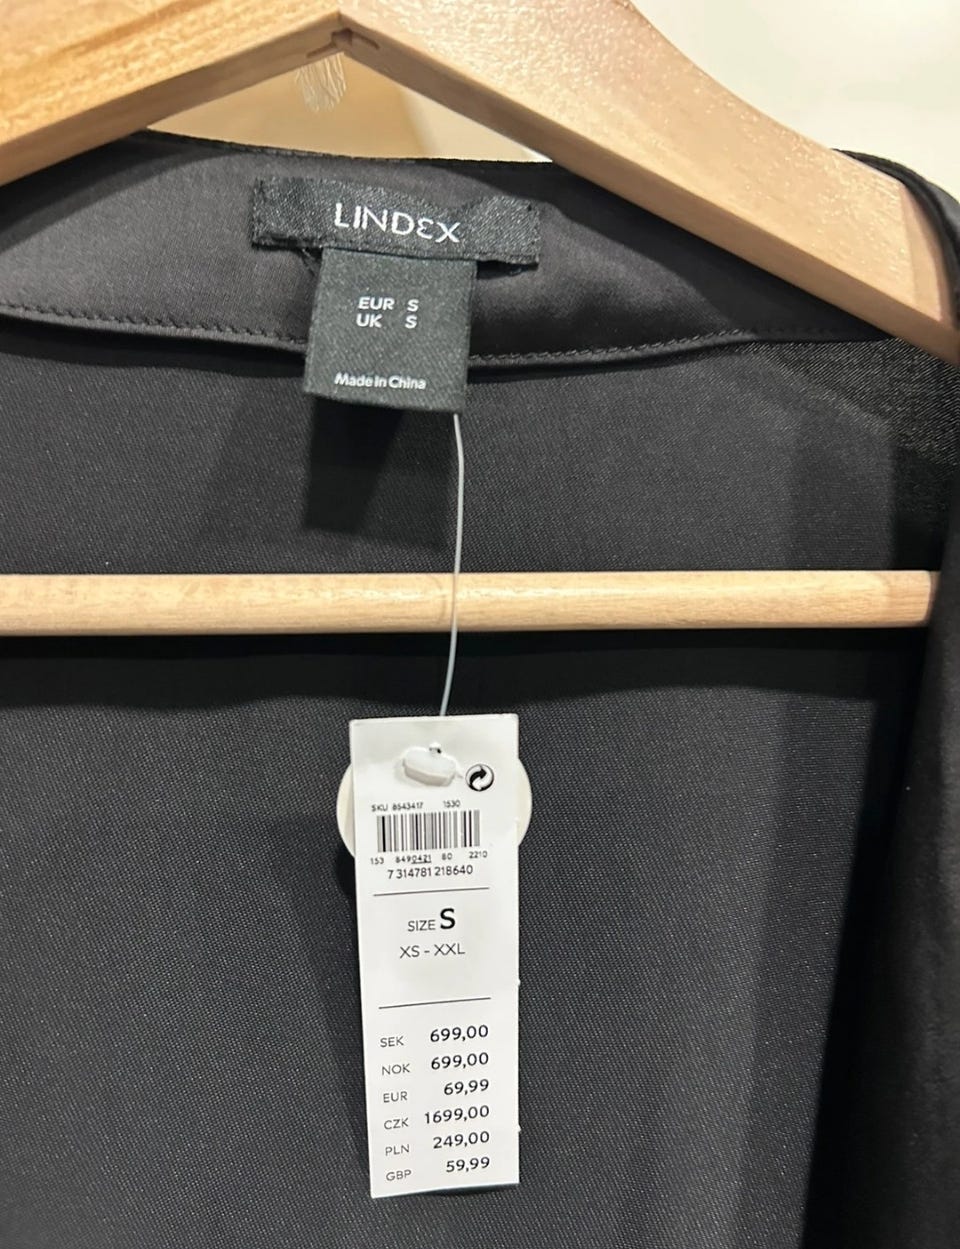 LINDEX
EUR S
UK S
Made in China
SKU 8543417 1530
153 8490421 80 2210
7 314781 218640
SIZE S
XS - XXL
SEK 699,00
NOK 699,00
EUR 69,99
CZK 1699,00
PLN 249,00
GBP 59,99